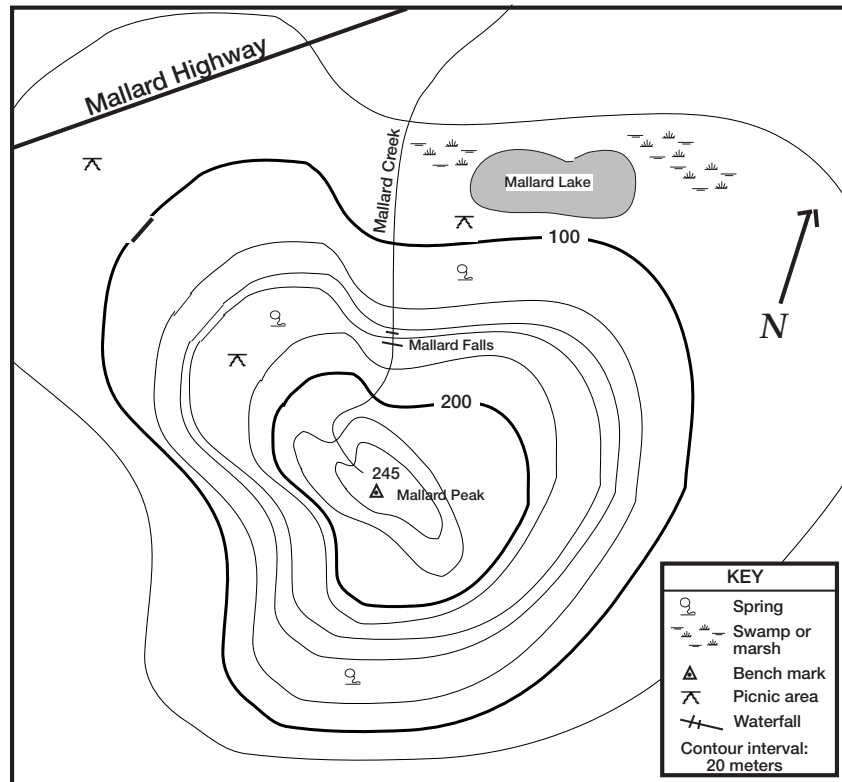 Mallard Highway
Mallard Creek
Mallard Lake
100
N
Mallard Falls
200
245
Mallard Peak
KEY
Spring
Swamp or
marsh
Bench mark
Picnic area
Waterfall
Contour interval:
20 meters